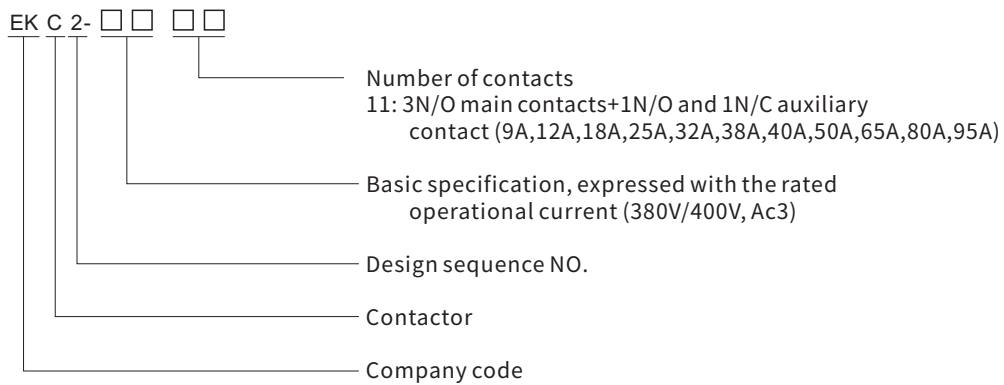 EK C 2- □ □ □ □
Number of contacts
11: 3N/O main contacts+1N/O and 1N/C auxiliary
contact (9A,12A,18A,25A,32A,38A,40A,50A,65A,80A,95A)
Basic specification, expressed with the rated
operational current (380V/400V, Ac3)
Design sequence NO.
Contactor
Company code